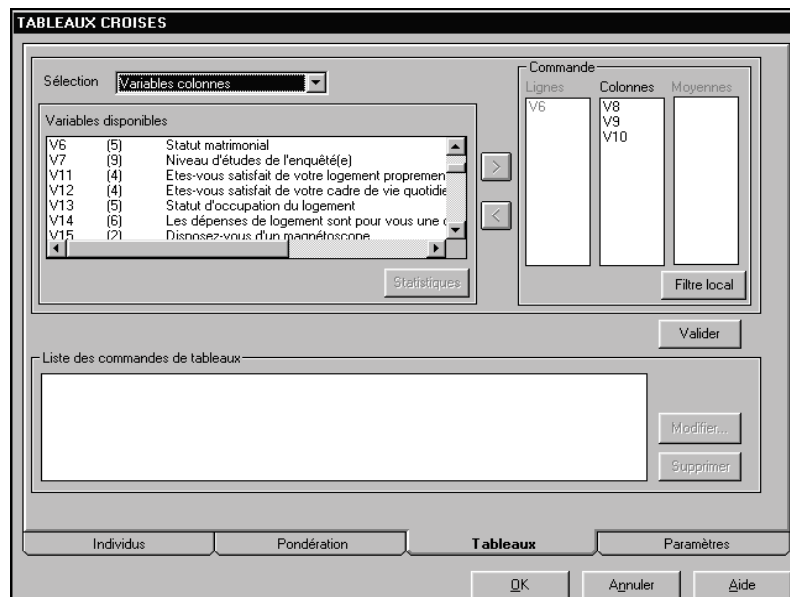 TABLEAUX CROISES
Sélection Variables colonnes
Variables disponibles
V6 (5) Statut matrimonial
V7 (9) Niveau d'études de l'enquêté(e)
V11 (4) Etes-vous satisfait de votre logement propremen
V12 (4) Etes-vous satisfait de votre cadre de vie quotidie
V13 (5) Statut d'occupation du logement
V14 (6) Les dépenses de logement sont pour vous une
V15 (2) Disposez-vous d'un magnétoscope
Statistiques
>
<
Commande
Lignes Colonnes Moyennes
V6 V8
V9
V10
Filtre local
Valider
Liste des commandes de tableaux
Modifier...
Supprimer
Individus Pondération Tableaux Paramètres
OK Annuler Aide